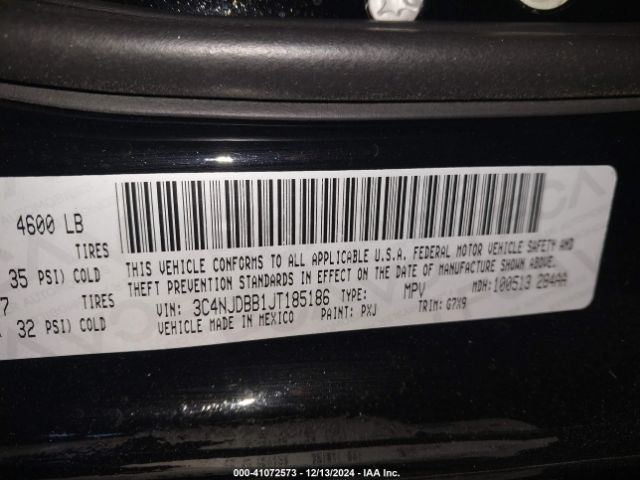 4600 LB
TIRES
35 PSI) COLD
7 TIRES
32 PSI) COLD
THIS VEHICLE CONFORMS TO ALL APPLICABLE U.S.A. FEDERAL MOTOR VEHICLE SAFETY AND
THEFT PREVENTION STANDARDS IN EFFECT ON THE DATE OF MANUFACTURE SHOWN ABOVE.
VIN: 3C4NJDBB1JT185186 TYPE: MPV MDH: 100513 284AA
VEHICLE MADE IN MEXICO PAINT: PXJ TRIM: G7X9
000-41072573 - 12/13/2024 - IAA Inc.